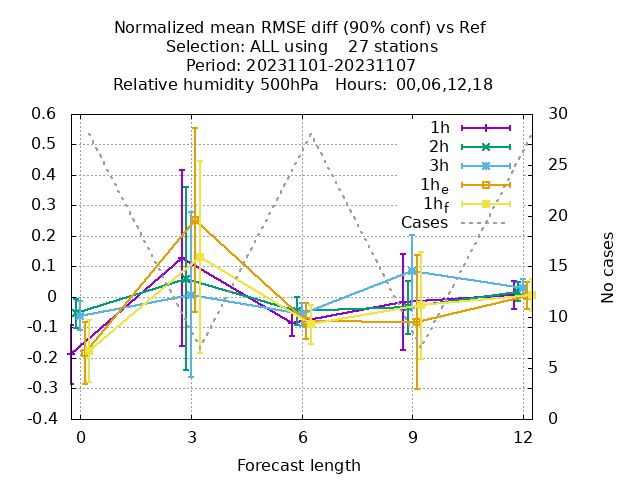 Normalized mean RMSE diff (90% conf) vs Ref
Selection: ALL using    27 stations
Period: 20231101-20231107
Relative humidity 500hPa   Hours: 00,06,12,18
0.6
0.5
0.4
0.3
0.2
0.1
0
-0.1
-0.2
-0.3
-0.4
1h
2h
3h
1h_e
1h_f
Cases
30
25
20
15
10
5
0
No cases
0 3 6 9 12
Forecast length